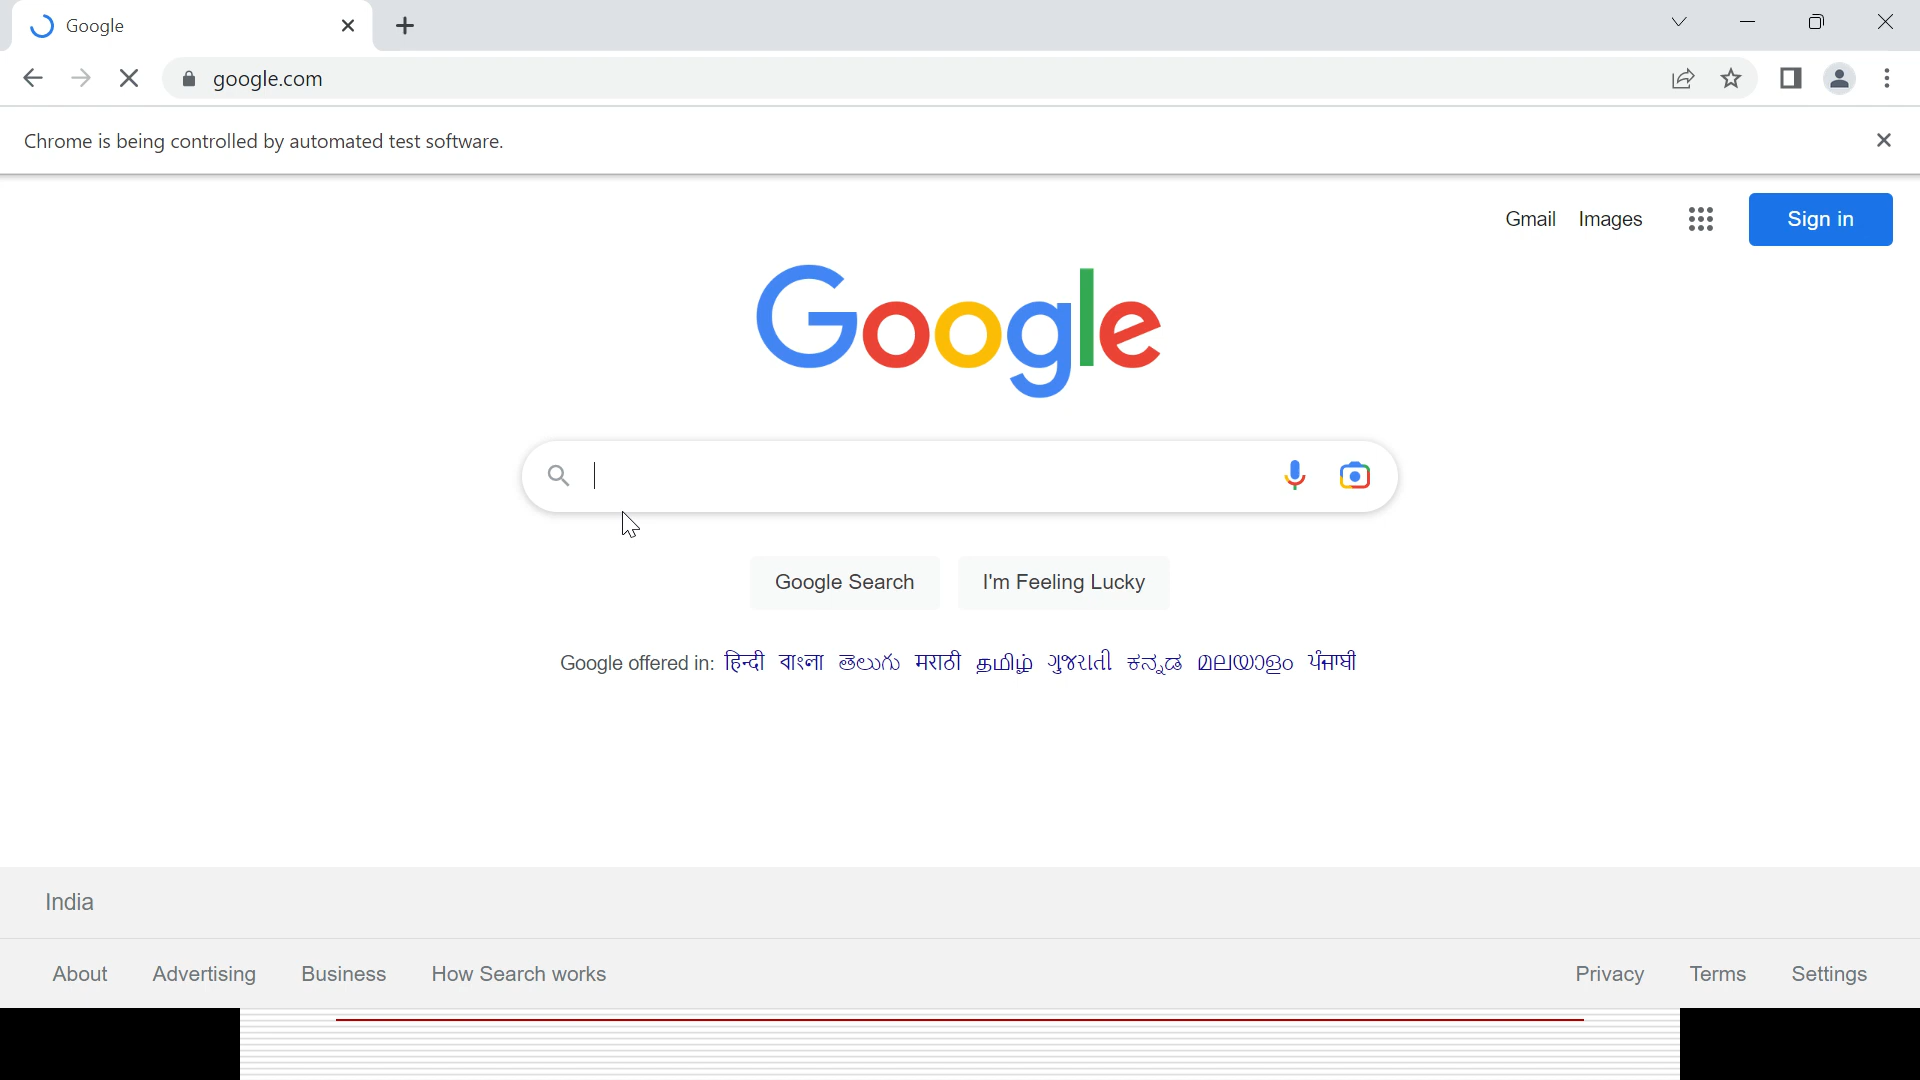 Google
google.com
Chrome is being controlled by automated test software.
Gmail Images Sign in
Google
Google Search I'm Feeling Lucky
Google offered in: हिन्दी বাংলা తెలుగు मराठी தமிழ் ગુજરાતી ಕನ್ನಡ മലയാളം ਪੰਜਾਬੀ
India
About Advertising Business How Search works Privacy Terms Settings